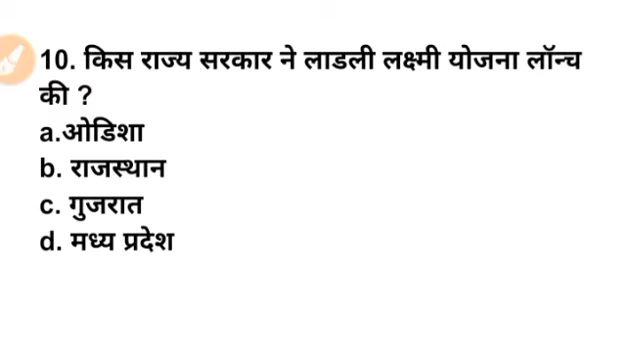 10. किस राज्य सरकार ने लाडली लक्ष्मी योजना लॉन्च
की ?
a.ओडिशा
b. राजस्थान
c. गुजरात
d. मध्य प्रदेश